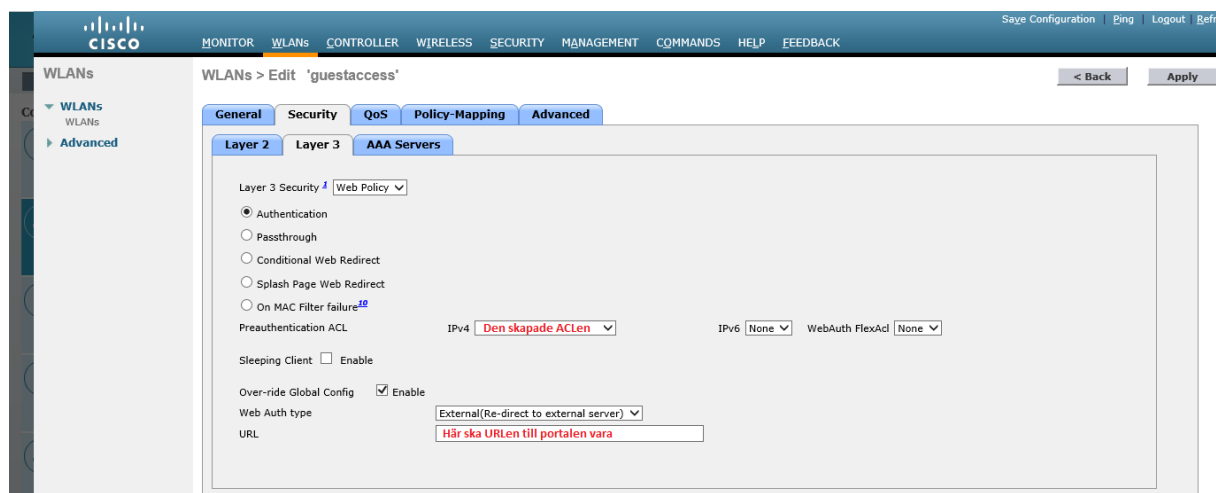 Save Configuration | Ping | Logout | Refr
CISCO
MONITOR WLANs CONTROLLER WIRELESS SECURITY MANAGEMENT COMMANDS HELP FEEDBACK
WLANs
WLANs > Edit 'guestaccess'
< Back Apply
WLANs
WLANs
Advanced
General Security QoS Policy-Mapping Advanced
Layer 2 Layer 3 AAA Servers
Layer 3 Security 1 Web Policy
Authentication
Passthrough
Conditional Web Redirect
Splash Page Web Redirect
On MAC Filter failure10
Preauthentication ACL IPv4 Den skapade ACLen IPv6 None WebAuth FlexAcl None
Sleeping Client Enable
Over-ride Global Config Enable
Web Auth type External(Re-direct to external server)
URL Här ska URLen till portalen vara